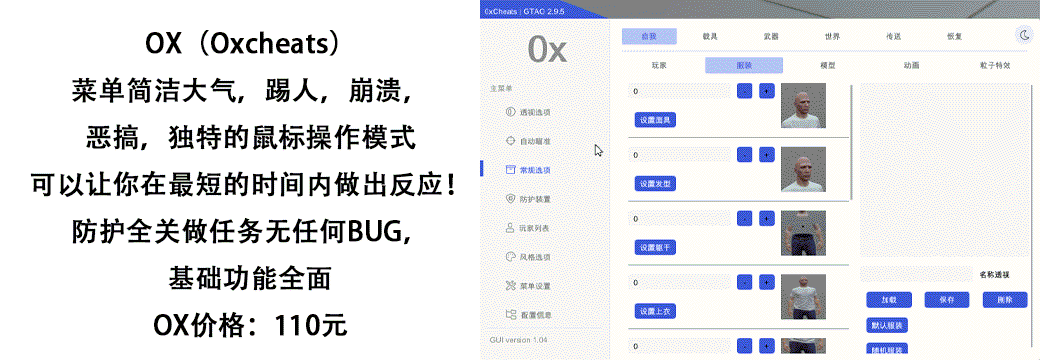 OX（Oxcheats）
菜单简洁大气，踢人，崩溃，
恶搞，独特的鼠标操作模式
可以让你在最短的时间内做出反应！
防护全关做任务无任何BUG，
基础功能全面
OX价格：110元
0xCheats | GTAO 2.9.5
0x
主菜单
透视选项
自动瞄准
常规选项
防护装置
玩家列表
风格选项
菜单设置
配置信息
GUI version 1.04
自我 载具 武器 世界 传送 恢复
玩家 服装 模型 动画 粒子特效
0 - +
设置面具
0 - +
设置发型
0 - +
设置躯干
0 - +
设置上衣
0 - +
名称透视
加载 保存 删除
默认服装
随机服装